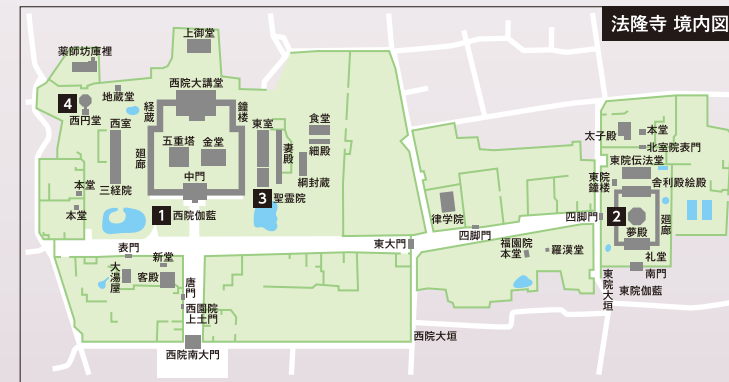 法隆寺 境内図
上御堂
薬師坊庫裡
西院大講堂
地蔵堂
4
西円堂
経蔵
鐘楼
西室
五重塔
金堂
東室
妻殿
食堂
細殿
綱封蔵
廻廊
中門
三経院
本堂
本堂
1
西院伽藍
3
聖霊院
太子殿
本堂
北室院表門
東院伝法堂
東院鐘楼
舎利殿絵殿
律学院
四脚門
四脚門
2
夢殿
廻廊
礼堂
南門
東院伽藍
東院大垣
福園院本堂
羅漢堂
東大門
表門
新堂
大湯屋
客殿
唐門
西園院
上土門
西院南大門
西院大垣